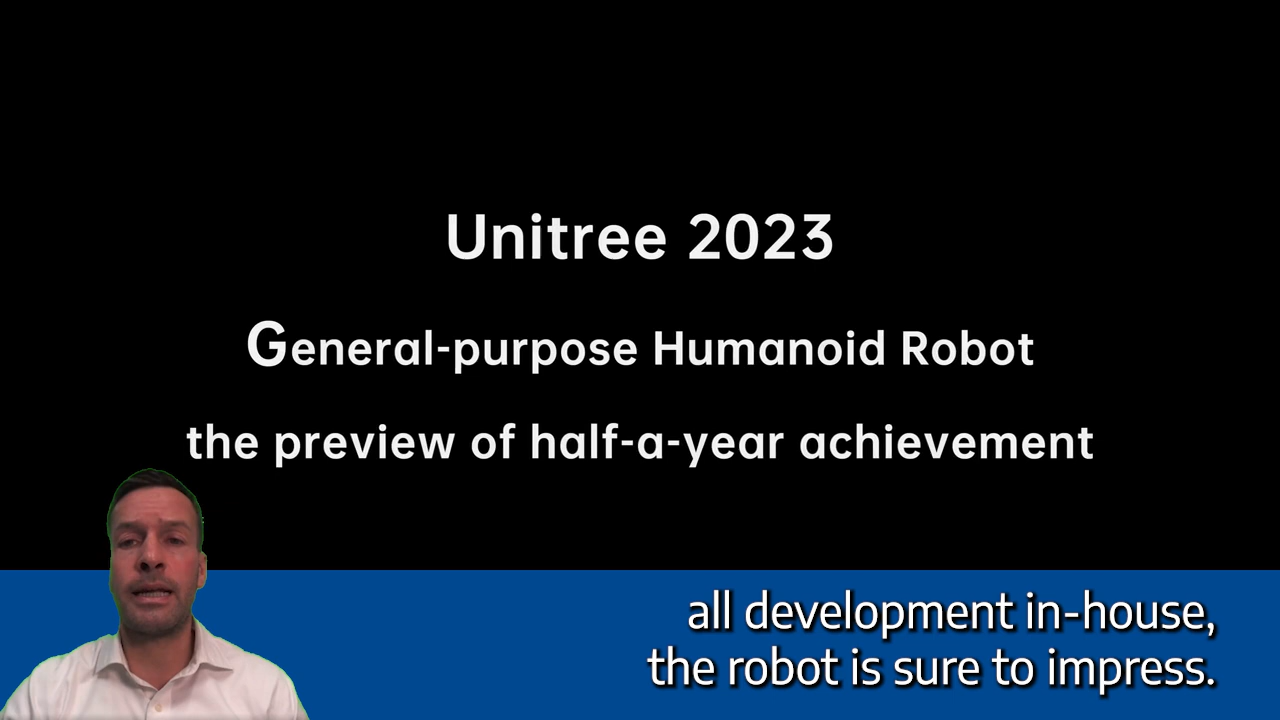 Unitree 2023
General-purpose Humanoid Robot
the preview of half-a-year achievement
all development in-house,
the robot is sure to impress.